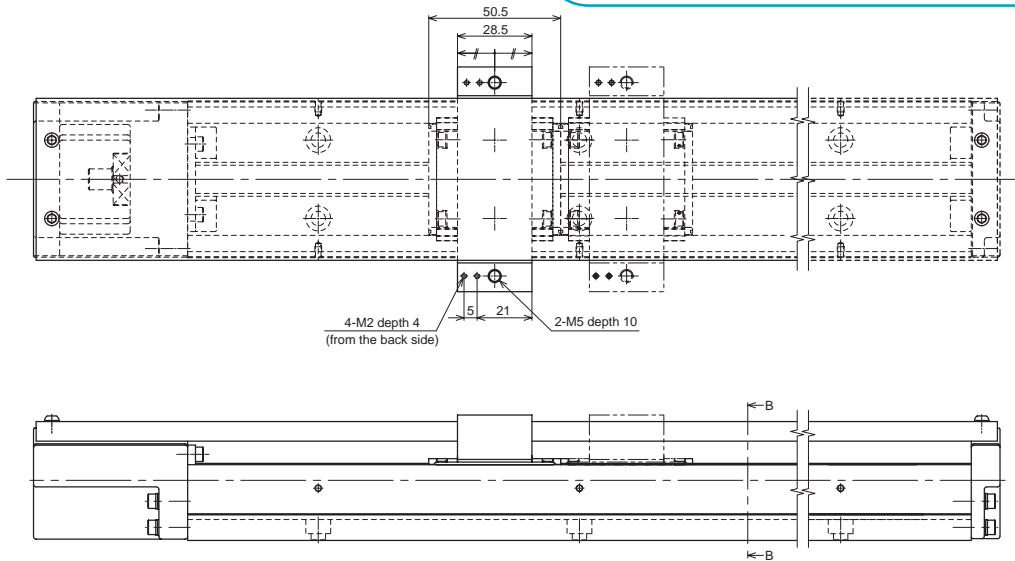 50.5
28.5
5
21
4-M2 depth 4
(from the back side)
2-M5 depth 10
B
B